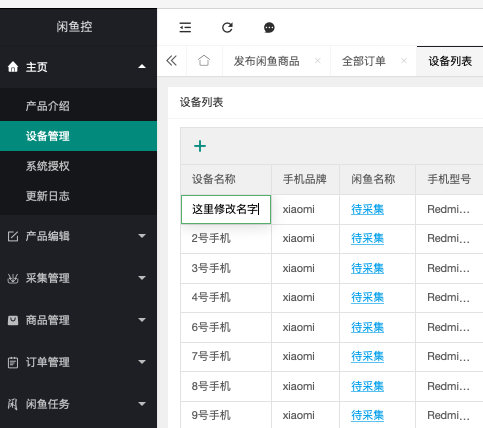 闲鱼控
主页
产品介绍
设备管理
系统授权
更新日志
产品编辑
采集管理
商品管理
订单管理
闲鱼任务
发布闲鱼商品 全部订单 设备列表
设备列表
设备名称 手机品牌 闲鱼名称 手机型号
这里修改名字 xiaomi 待采集 Redmi...
2号手机 xiaomi 待采集 Redmi...
3号手机 xiaomi 待采集 Redmi...
4号手机 xiaomi 待采集 Redmi...
6号手机 xiaomi 待采集 Redmi...
7号手机 xiaomi 待采集 Redmi...
8号手机 xiaomi 待采集 Redmi...
9号手机 xiaomi 待采集 Redmi...